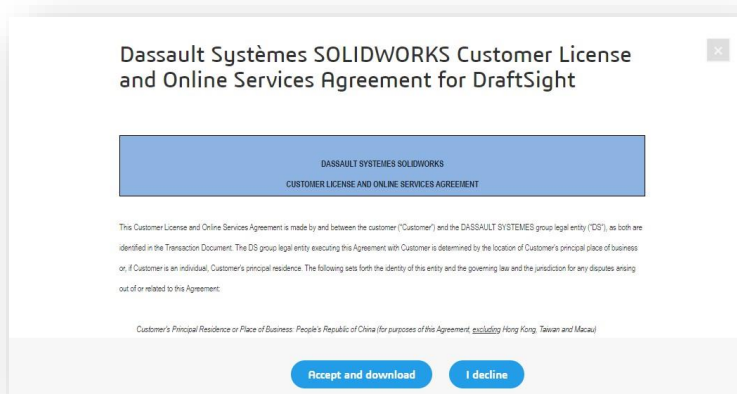 Dassault Systèmes SOLIDWORKS Customer License
and Online Services Agreement for DraftSight
DASSAULT SYSTEMES SOLIDWORKS
CUSTOMER LICENSE AND ONLINE SERVICES AGREEMENT
This Customer License and Online Services Agreement is made by and between the customer ("Customer") and the DASSAULT SYSTEMES group legal entity ("DS"), as both are
identified in the Transaction Document. The DS group legal entity executing this Agreement with Customer is determined by the location of Customer's principal place of business
or, if Customer is an individual, Customer's principal residence. The following sets forth the identity of this entity and the governing law and the jurisdiction for any disputes arising
out of or related to this Agreement:
Customer's Principal Residence or Place of Business: People's Republic of China (for purposes of this Agreement, excluding Hong Kong, Taiwan and Macau)
Accept and download
I decline